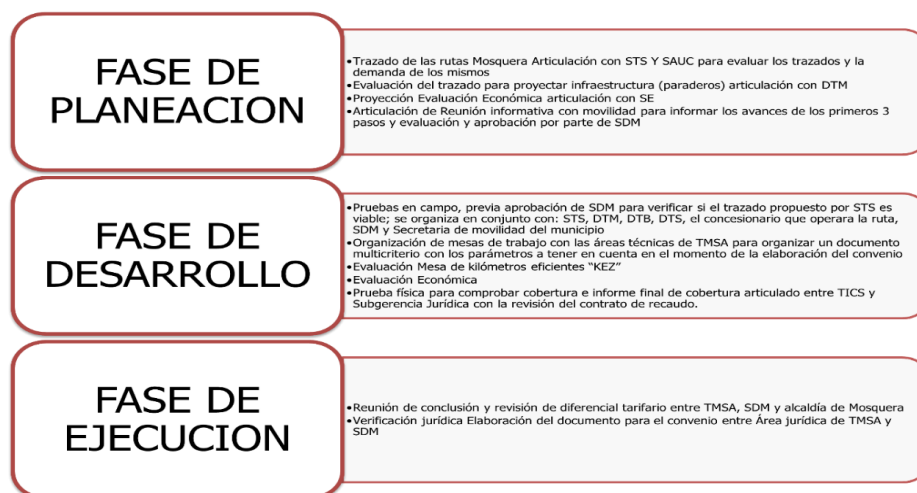 FASE DE
PLANEACION
•Trazado de las rutas Mosquera Articulación con STS Y SAUC para evaluar los trazados y la
demanda de los mismos
•Evaluación del trazado para proyectar infraestructura (paraderos) articulación con DTM
•Proyección Evaluación Económica articulación con SE
•Articulación de Reunión informativa con movilidad para informar los avances de los primeros 3
pasos y evaluación y aprobación por parte de SDM
FASE DE
DESARROLLO
•Pruebas en campo, previa aprobación de SDM para verificar si el trazado propuesto por STS es
viable; se organiza en conjunto con: STS, DTM, DTB, DTS, el concesionario que operara la ruta,
SDM y Secretaria de movilidad del municipio
•Organización de mesas de trabajo con las áreas técnicas de TMSA para organizar un documento
multicriterio con los parámetros a tener en cuenta en el momento de la elaboración del convenio
•Evaluación Mesa de kilómetros eficientes “KEZ”
•Evaluación Económica
•Prueba física para comprobar cobertura e informe final de cobertura articulado entre TICS y
Subgerencia Jurídica con la revisión del contrato de recaudo.
FASE DE
EJECUCION
•Reunión de conclusión y revisión de diferencial tarifario entre TMSA, SDM y alcaldía de Mosquera
•Verificación jurídica Elaboración del documento para el convenio entre Área jurídica de TMSA y
SDM